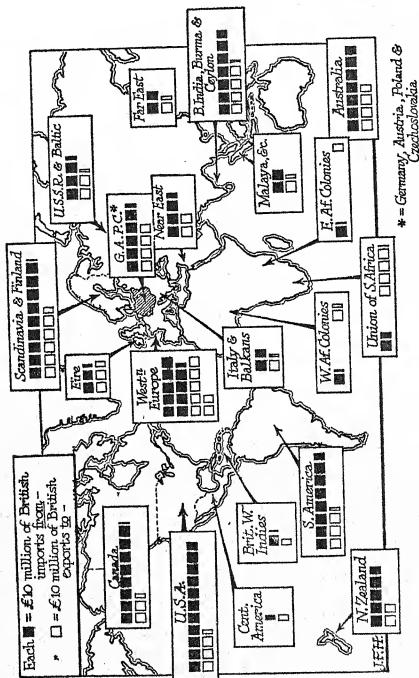 Each ■ = £10 million of British
imports from –
" □ = £10 million of British
exports to –
Scandinavia & Finland
U.S.S.R. & Baltic
Far East
Canada
Eire
G.A.P.C.*
B. India, Burma &
Ceylon
U.S.A.
West.n
Europe
Near East
Cent.
America
Brit. W.
Indies
Italy &
Balkans
Malaya, &c.
S. America
W. Af. Colonies
E. Af. Colonies
N. Zealand
Union of S. Africa
Australia
J.F.H.
* = Germany, Austria, Poland &
Czechoslovakia